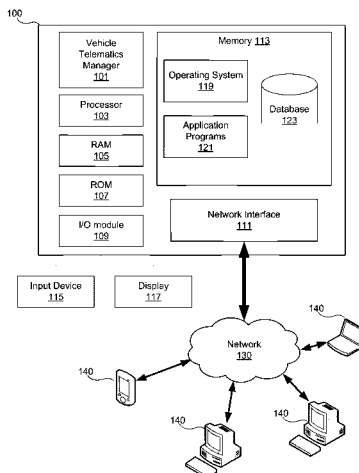 100
Vehicle
Telematics
Manager
101
Processor
103
RAM
105
ROM
107
I/O module
109
Memory 113
Operating System
119
Application
Programs
121
Database
123
Network Interface
111
Input Device
115
Display
117
Network
130
140
140
140
140